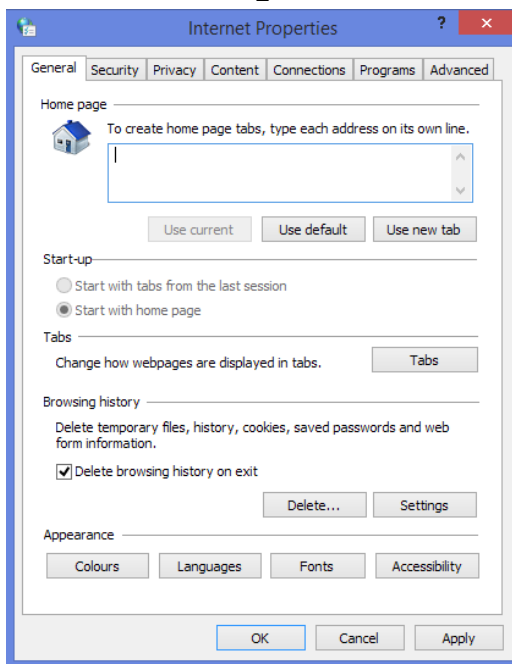 Internet Properties
?
General Security Privacy Content Connections Programs Advanced
Home page
To create home page tabs, type each address on its own line.
Use current Use default Use new tab
Start-up
Start with tabs from the last session
Start with home page
Tabs
Change how webpages are displayed in tabs. Tabs
Browsing history
Delete temporary files, history, cookies, saved passwords and web
form information.
Delete browsing history on exit
Delete... Settings
Appearance
Colours Languages Fonts Accessibility
OK Cancel Apply